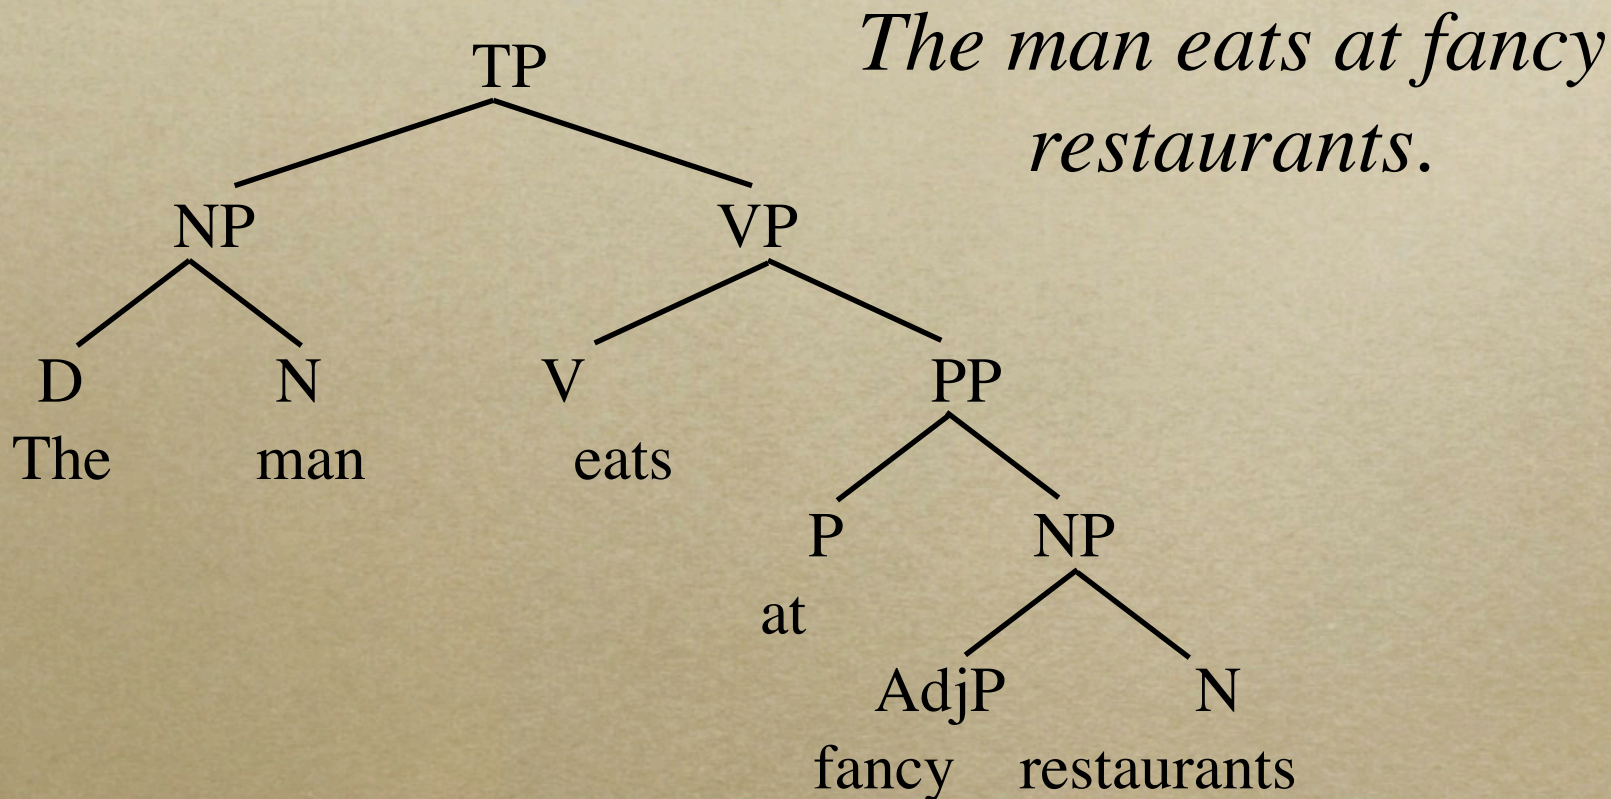 The man eats at fancy
restaurants.
TP
NP VP
D N V PP
The man eats
P NP
at
AdjP N
fancy restaurants